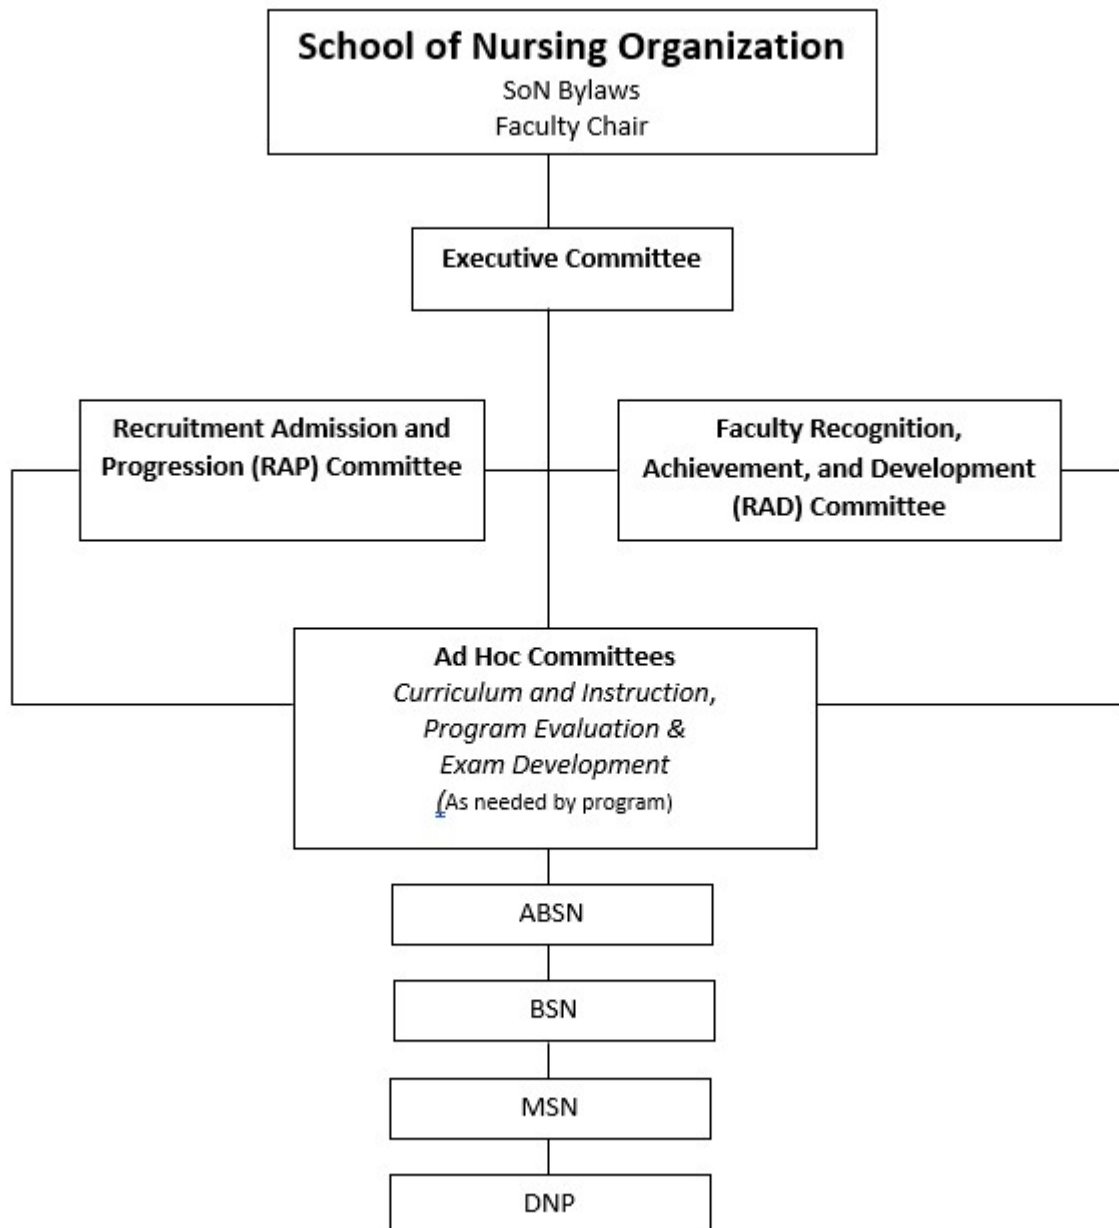 School of Nursing Organization
SoN Bylaws
Faculty Chair
Executive Committee
Recruitment Admission and
Progression (RAP) Committee
Faculty Recognition,
Achievement, and Development
(RAD) Committee
Ad Hoc Committees
Curriculum and Instruction,
Program Evaluation &
Exam Development
(As needed by program)
ABSN
BSN
MSN
DNP